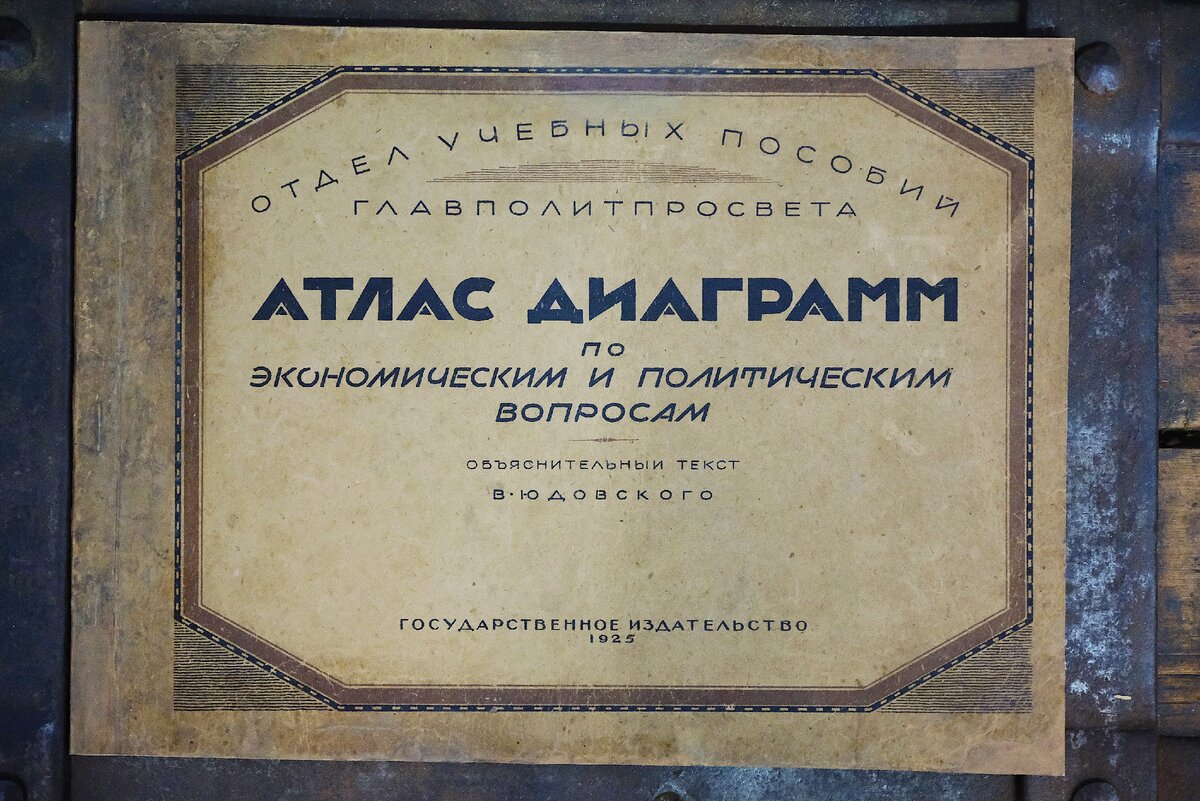 ОТДЕЛ УЧЕБНЫХ ПОСОБИЙ
ГЛАВПОЛИТПРОСВЕТА
АТЛАС ДИАГРАММ
ПО
ЭКОНОМИЧЕСКИМ И ПОЛИТИЧЕСКИМ
ВОПРОСАМ
ОБЪЯСНИТЕЛЬНЫЙ ТЕКСТ
В·ЮДОВСКОГО
ГОСУДАРСТВЕННОЕ ИЗДАТЕЛЬСТВО
1925